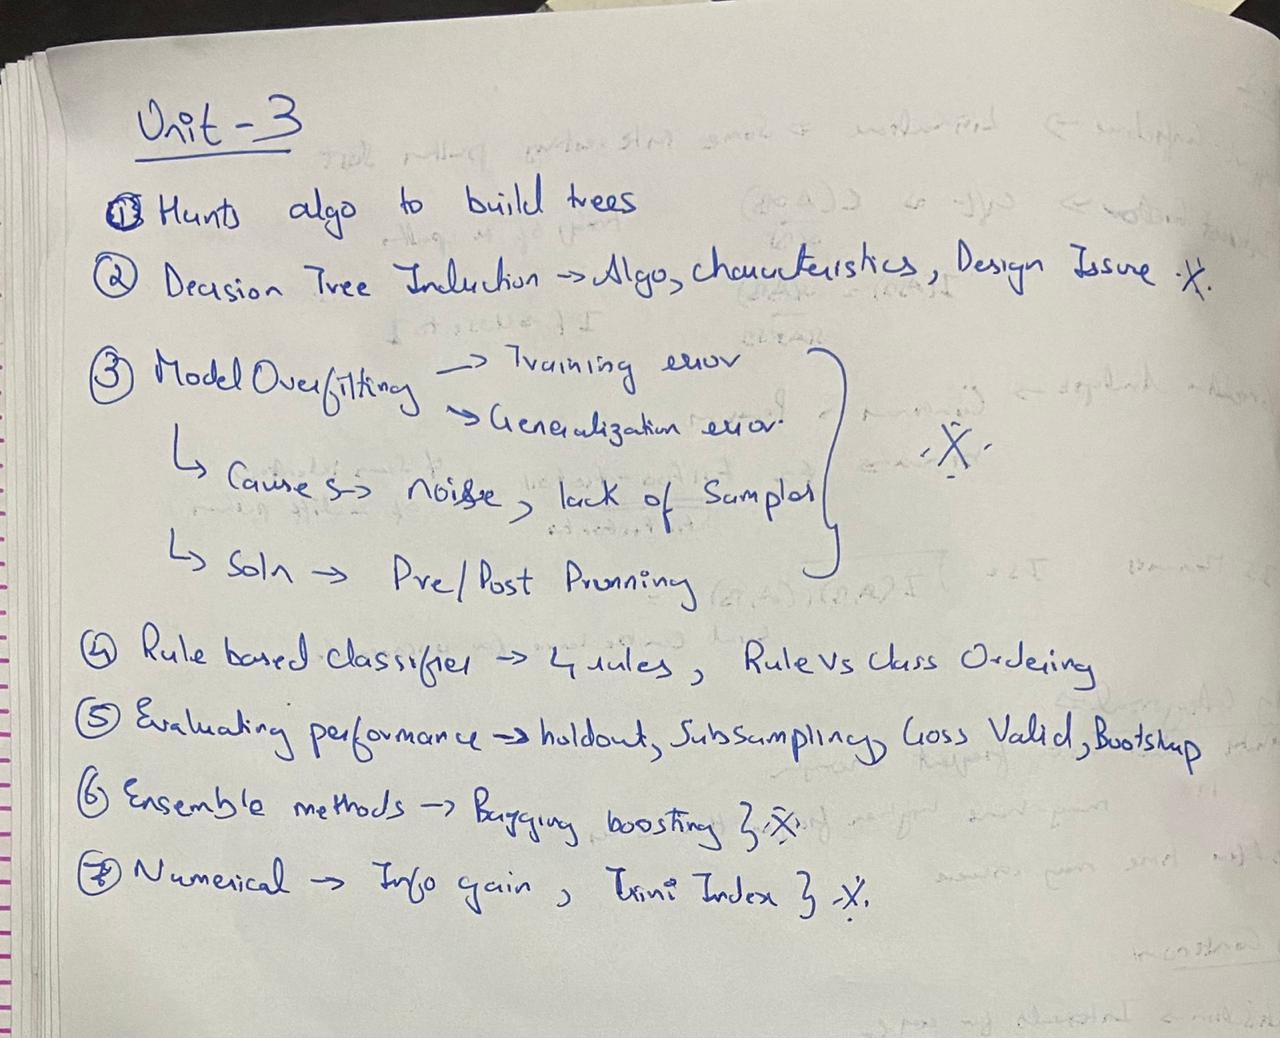 Unit - 3
① Hunts algo to build trees
② Decision Tree Induction → Algo, characteristics, Design Issue ※.
③ Model Overfitting → Training error
→ Generalization error.
↳ Causes → noise, lack of Samples } ※
↳ Soln → Pre/Post Prunning
④ Rule based classifier → 4 rules, Rule vs Class Ordering
⑤ Evaluating performance → holdout, Subsampling, Cross Valid, Bootstrap
⑥ Ensemble methods → Bagging boosting } ※
⑦ Numerical → Info gain, Gini Index } ※.